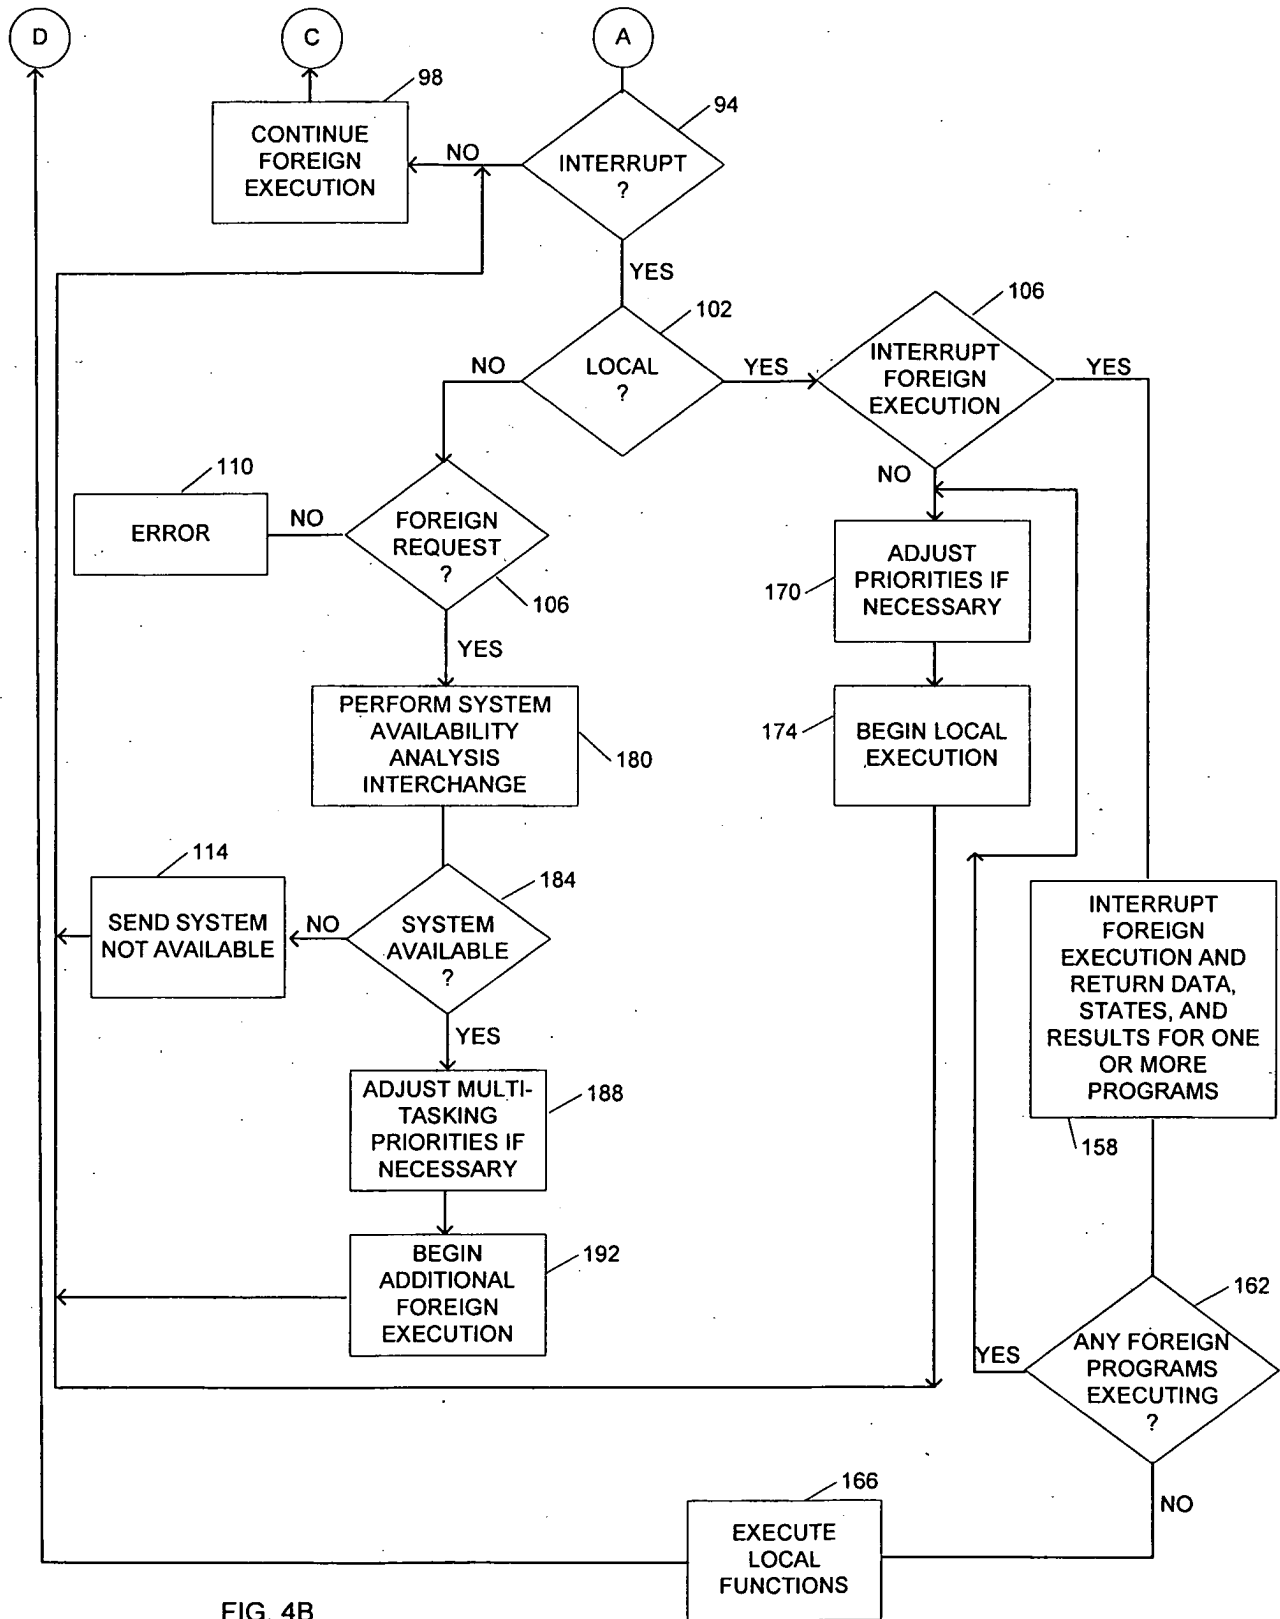 D
C
A
98
CONTINUE
FOREIGN
EXECUTION
NO
94
INTERRUPT
?
YES
102
LOCAL
?
NO
YES
106
INTERRUPT
FOREIGN
EXECUTION
YES
NO
110
ERROR
NO
FOREIGN
REQUEST
?
106
YES
170
ADJUST
PRIORITIES IF
NECESSARY
PERFORM SYSTEM
AVAILABILITY
ANALYSIS
INTERCHANGE
180
174
BEGIN LOCAL
EXECUTION
114
SEND SYSTEM
NOT AVAILABLE
NO
184
SYSTEM
AVAILABLE
?
YES
INTERRUPT
FOREIGN
EXECUTION AND
RETURN DATA,
STATES, AND
RESULTS FOR ONE
OR MORE
PROGRAMS
158
ADJUST MULTI-
TASKING
PRIORITIES IF
NECESSARY
188
BEGIN
ADDITIONAL
FOREIGN
EXECUTION
192
162
YES
ANY FOREIGN
PROGRAMS
EXECUTING
?
NO
166
EXECUTE
LOCAL
FUNCTIONS
FIG. 4B